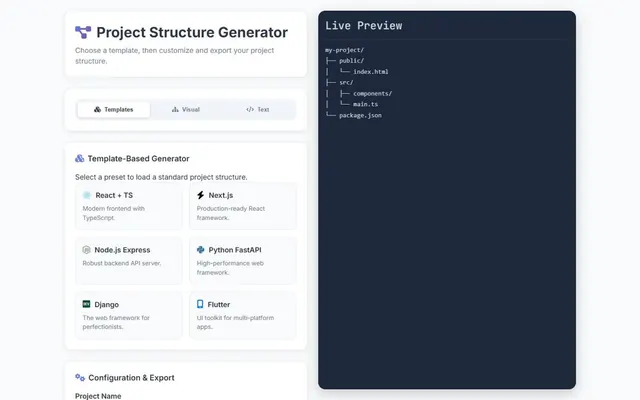 Project Structure Generator
Choose a template, then customize and export your project
structure.
Templates
Visual
</> Text
Template-Based Generator
Select a preset to load a standard project structure.
React + TS
Modern frontend with
TypeScript.
Next.js
Production-ready React
framework.
Node.js Express
Robust backend API server.
Python FastAPI
High-performance web
framework.
Django
The web framework for
perfectionists.
Flutter
UI toolkit for multi-platform
apps.
Configuration & Export
Project Name
Live Preview
my-project/
├── public/
│   └── index.html
├── src/
│   ├── components/
│   └── main.ts
└── package.json